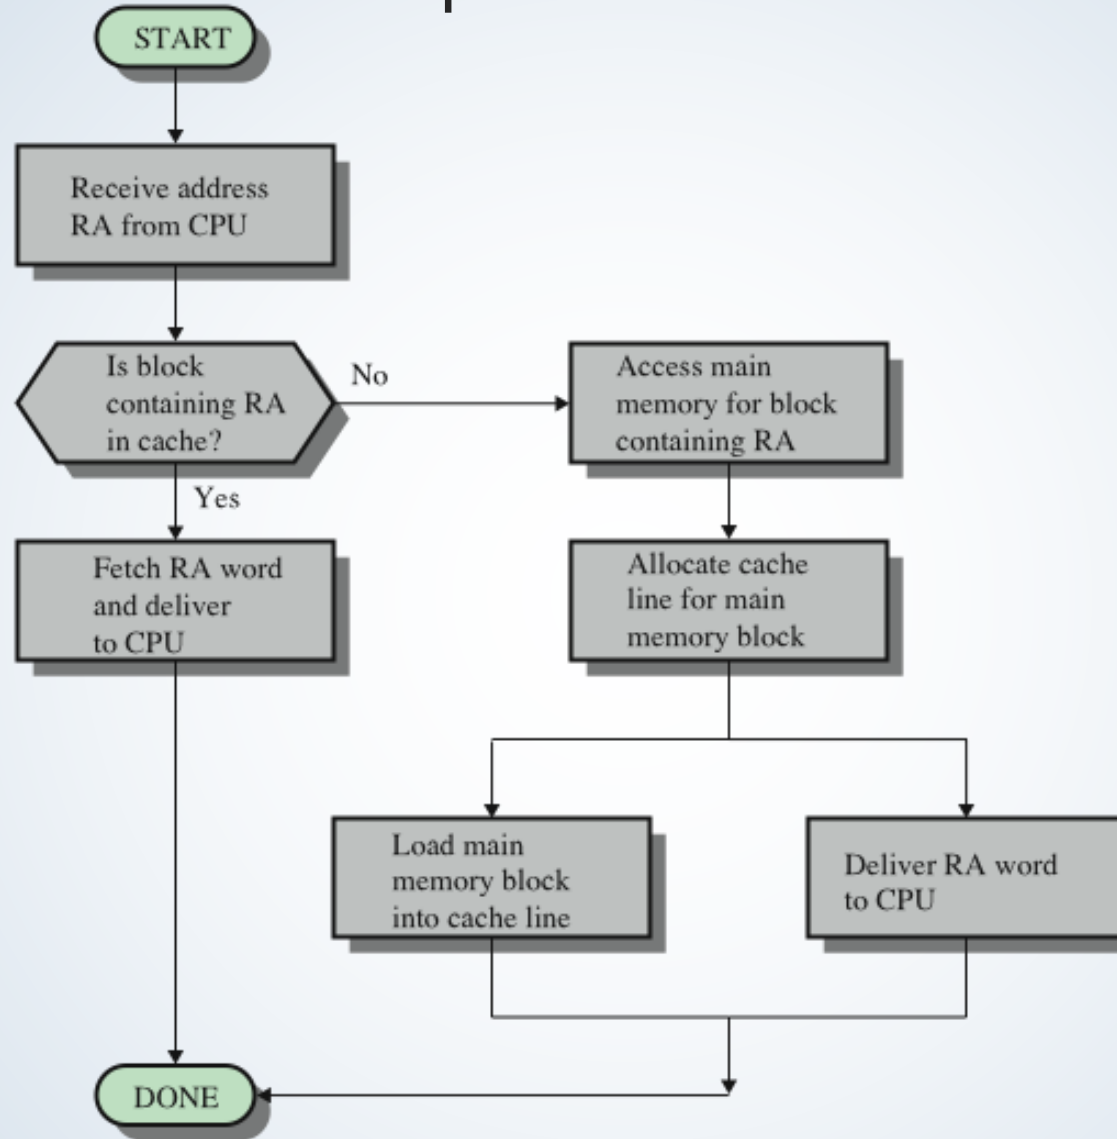 START
Receive address
RA from CPU
Is block
containing RA
in cache?
No
Access main
memory for block
containing RA
Yes
Fetch RA word
and deliver
to CPU
Allocate cache
line for main
memory block
Load main
memory block
into cache line
Deliver RA word
to CPU
DONE